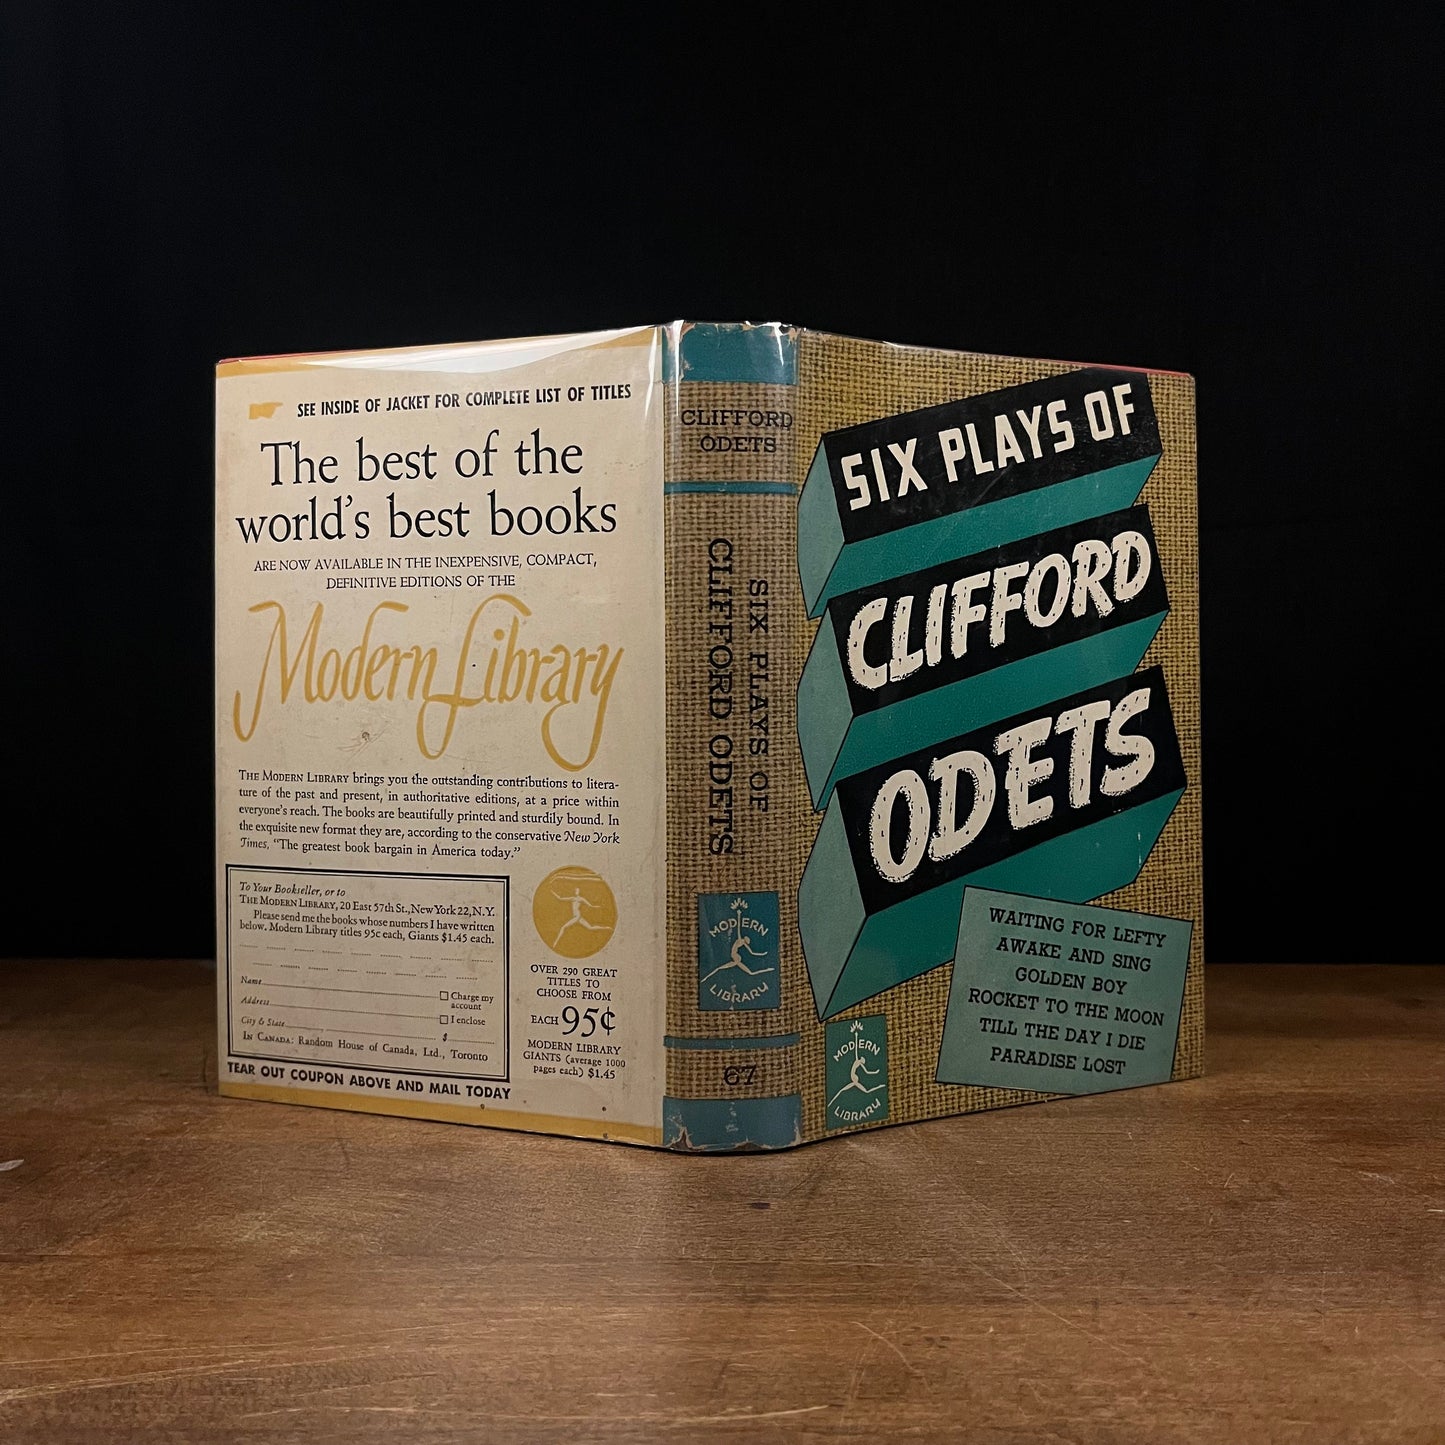 SEE INSIDE OF JACKET FOR COMPLETE LIST OF TITLES
The best of the
world's best books
ARE NOW AVAILABLE IN THE INEXPENSIVE, COMPACT,
DEFINITIVE EDITIONS OF THE
Modern Library
THE MODERN LIBRARY brings you the outstanding contributions to litera-
ture of the past and present, in authoritative editions, at a price within
everyone's reach. The books are beautifully printed and sturdily bound. In
the exquisite new format they are, according to the conservative New York
Times, "The greatest book bargain in America today."
To Your Bookseller, or to
THE MODERN LIBRARY, 20 East 57th St., New York 22, N.Y.
Please send me the books whose numbers I have written
below. Modern Library titles 95c each, Giants $1.45 each.
Name
Charge my
account
Address
I enclose
City & State
$
IN CANADA: Random House of Canada, Ltd., Toronto
TEAR OUT COUPON ABOVE AND MAIL TODAY
OVER 290 GREAT
TITLES TO
CHOOSE FROM
EACH 95¢
MODERN LIBRARY
GIANTS (average 1000
pages each) $1.45
CLIFFORD
ODETS
SIX PLAYS OF
CLIFFORD ODETS
MODERN
LIBRARY
67
SIX PLAYS OF
CLIFFORD
ODETS
WAITING FOR LEFTY
AWAKE AND SING
GOLDEN BOY
ROCKET TO THE MOON
TILL THE DAY I DIE
PARADISE LOST
MODERN
LIBRARY